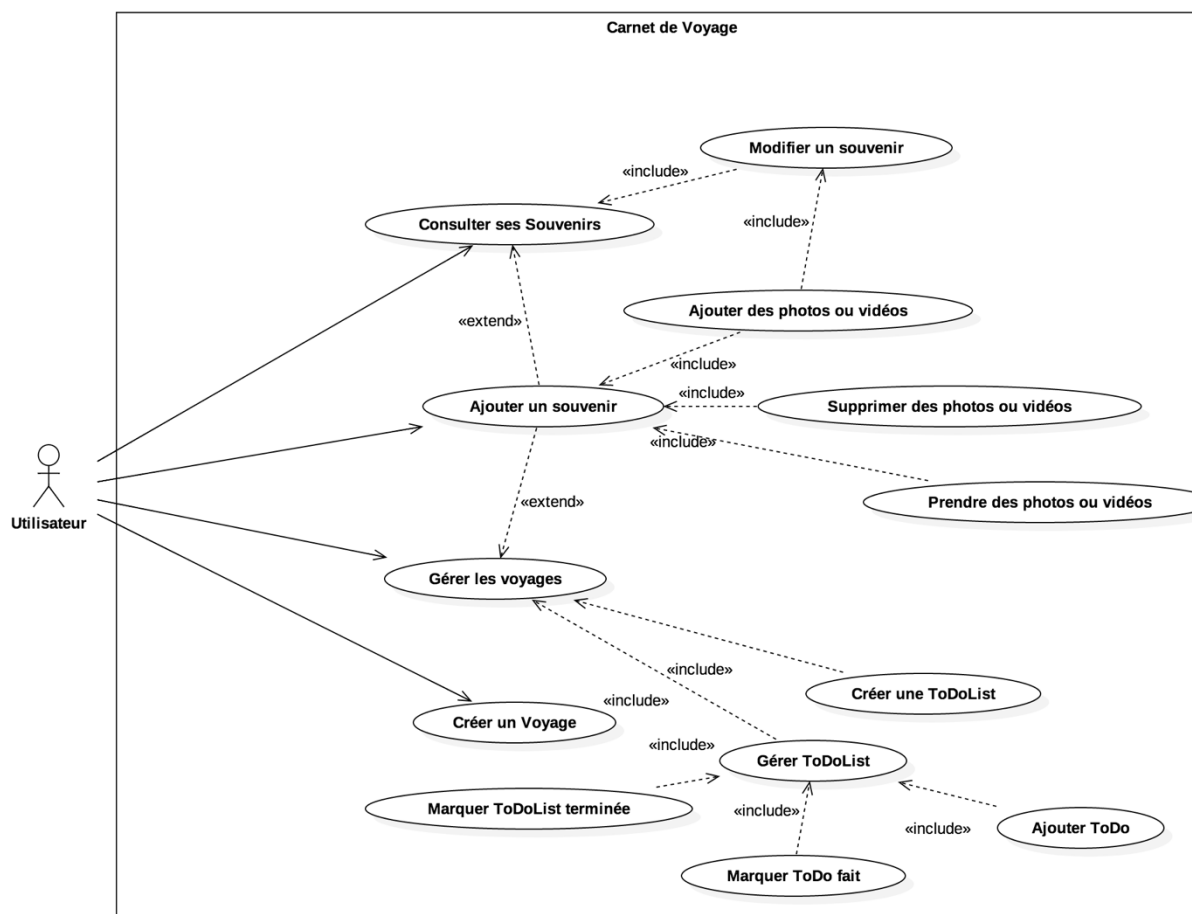 Carnet de Voyage
Modifier un souvenir
«include»
Consulter ses Souvenirs
«include»
Ajouter des photos ou vidéos
«extend»
«include»
«include»
Ajouter un souvenir
Supprimer des photos ou vidéos
«include»
Prendre des photos ou vidéos
«extend»
Utilisateur
Gérer les voyages
«include»
Créer une ToDoList
«include»
Créer un Voyage
«include»
Gérer ToDoList
Marquer ToDoList terminée
«include»
«include»
Ajouter ToDo
Marquer ToDo fait